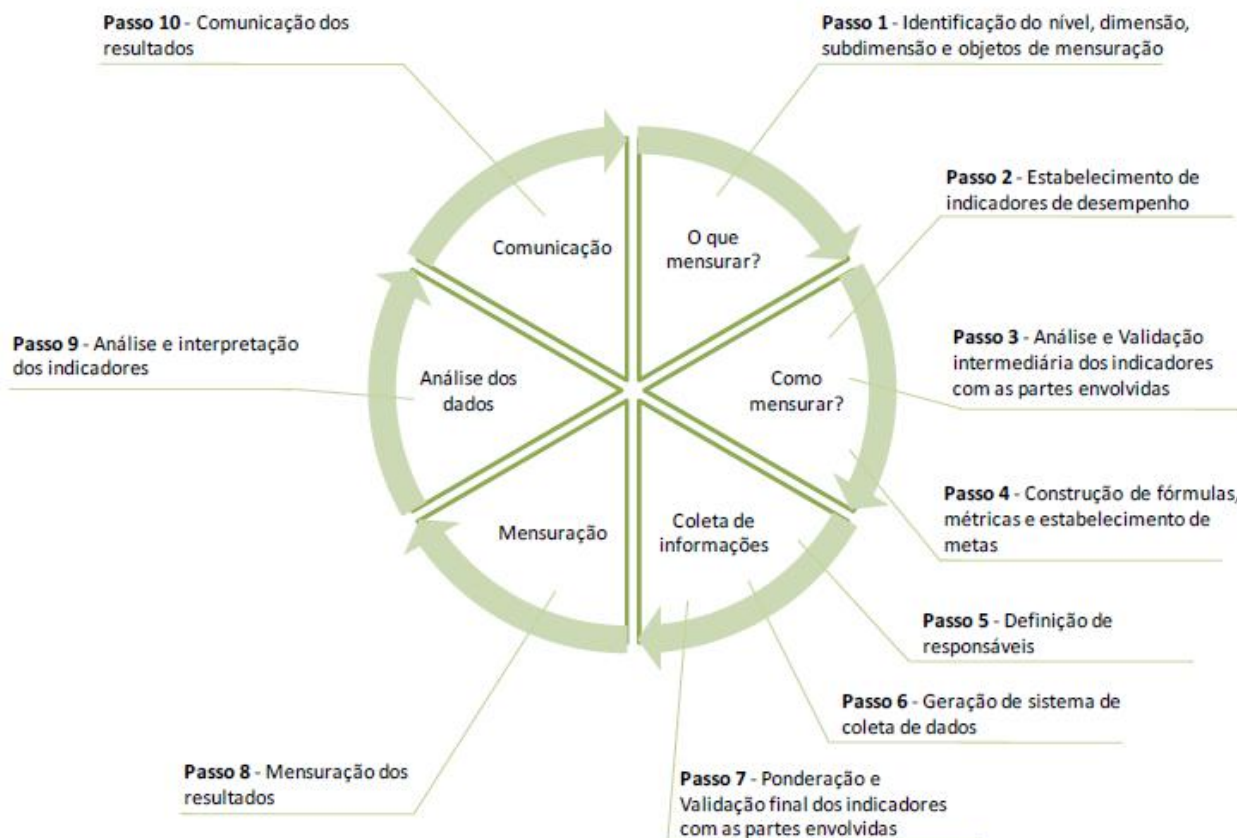 Passo 10 - Comunicação dos
resultados
Passo 1 - Identificação do nível, dimensão,
subdimensão e objetos de mensuração
Passo 2 - Estabelecimento de
indicadores de desempenho
Comunicação
O que
mensurar?
Passo 3 - Análise e Validação
intermediária dos indicadores
com as partes envolvidas
Passo 9 - Análise e interpretação
dos indicadores
Análise dos
dados
Como
mensurar?
Passo 4 - Construção de fórmulas,
métricas e estabelecimento de
metas
Mensuração
Coleta de
informações
Passo 5 - Definição de
responsáveis
Passo 6 - Geração de sistema de
coleta de dados
Passo 8 - Mensuração dos
resultados
Passo 7 - Ponderação e
Validação final dos indicadores
com as partes envolvidas